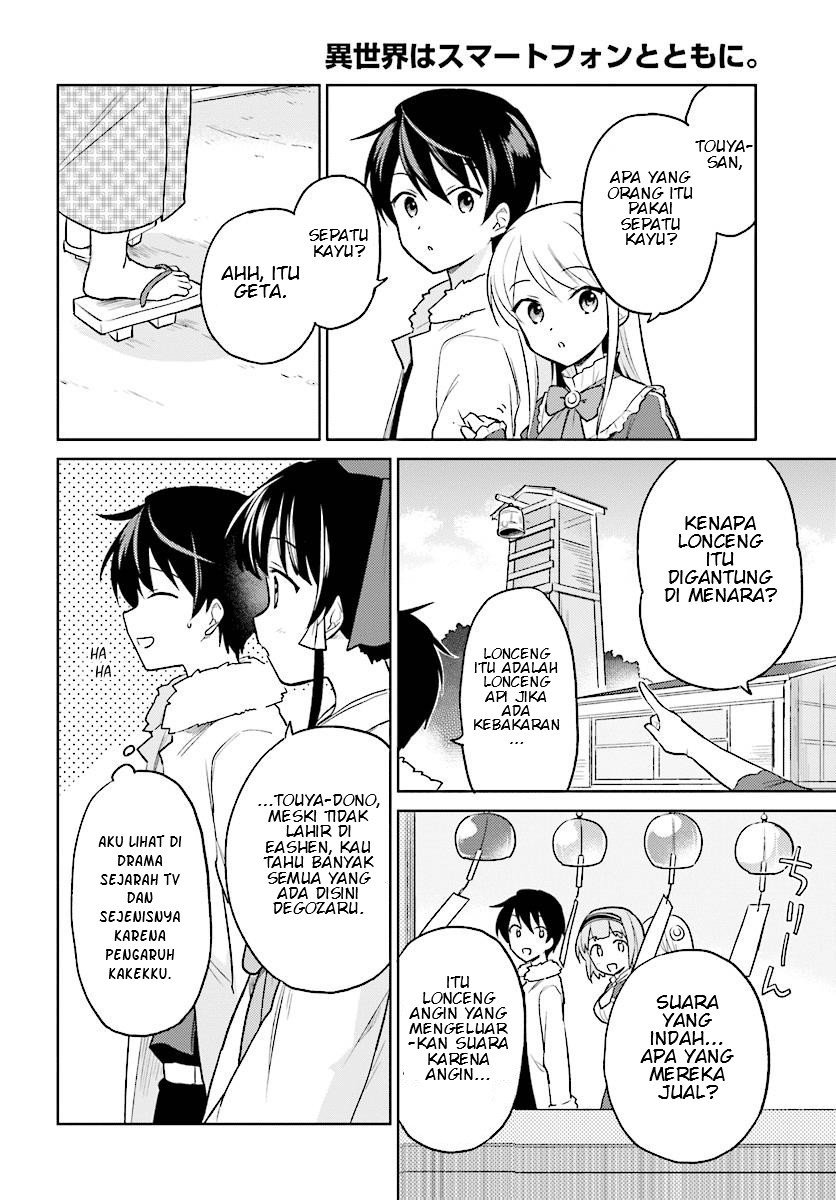 異世界はスマートフォンとともに。
TOUYA-
SAN,
APA YANG
ORANG ITU
PAKAI
SEPATU
KAYU?
SEPATU
KAYU?
AHH, ITU
GETA.
KENAPA
LONCENG
ITU
DIGANTUNG
DI MENARA?
LONCENG
ITU ADALAH
LONCENG
API JIKA
ADA
KEBAKARAN
...
ちりーん
SUARA
YANG
INDAH...
APA YANG
MEREKA
JUAL?
ITU
LONCENG
ANGIN YANG
MENGELUAR
-KAN SUARA
KARENA
ANGIN...
...TOUYA-DONO,
MESKI TIDAK
LAHIR DI
EASHEN, KAU
TAHU BANYAK
SEMUA YANG
ADA DISINI
DEGOZARU.
HA
HA
AKU LIHAT DI
DRAMA
SEJARAH TV
DAN
SEJENISNYA
KARENA
PENGARUH
KAKEKKU.